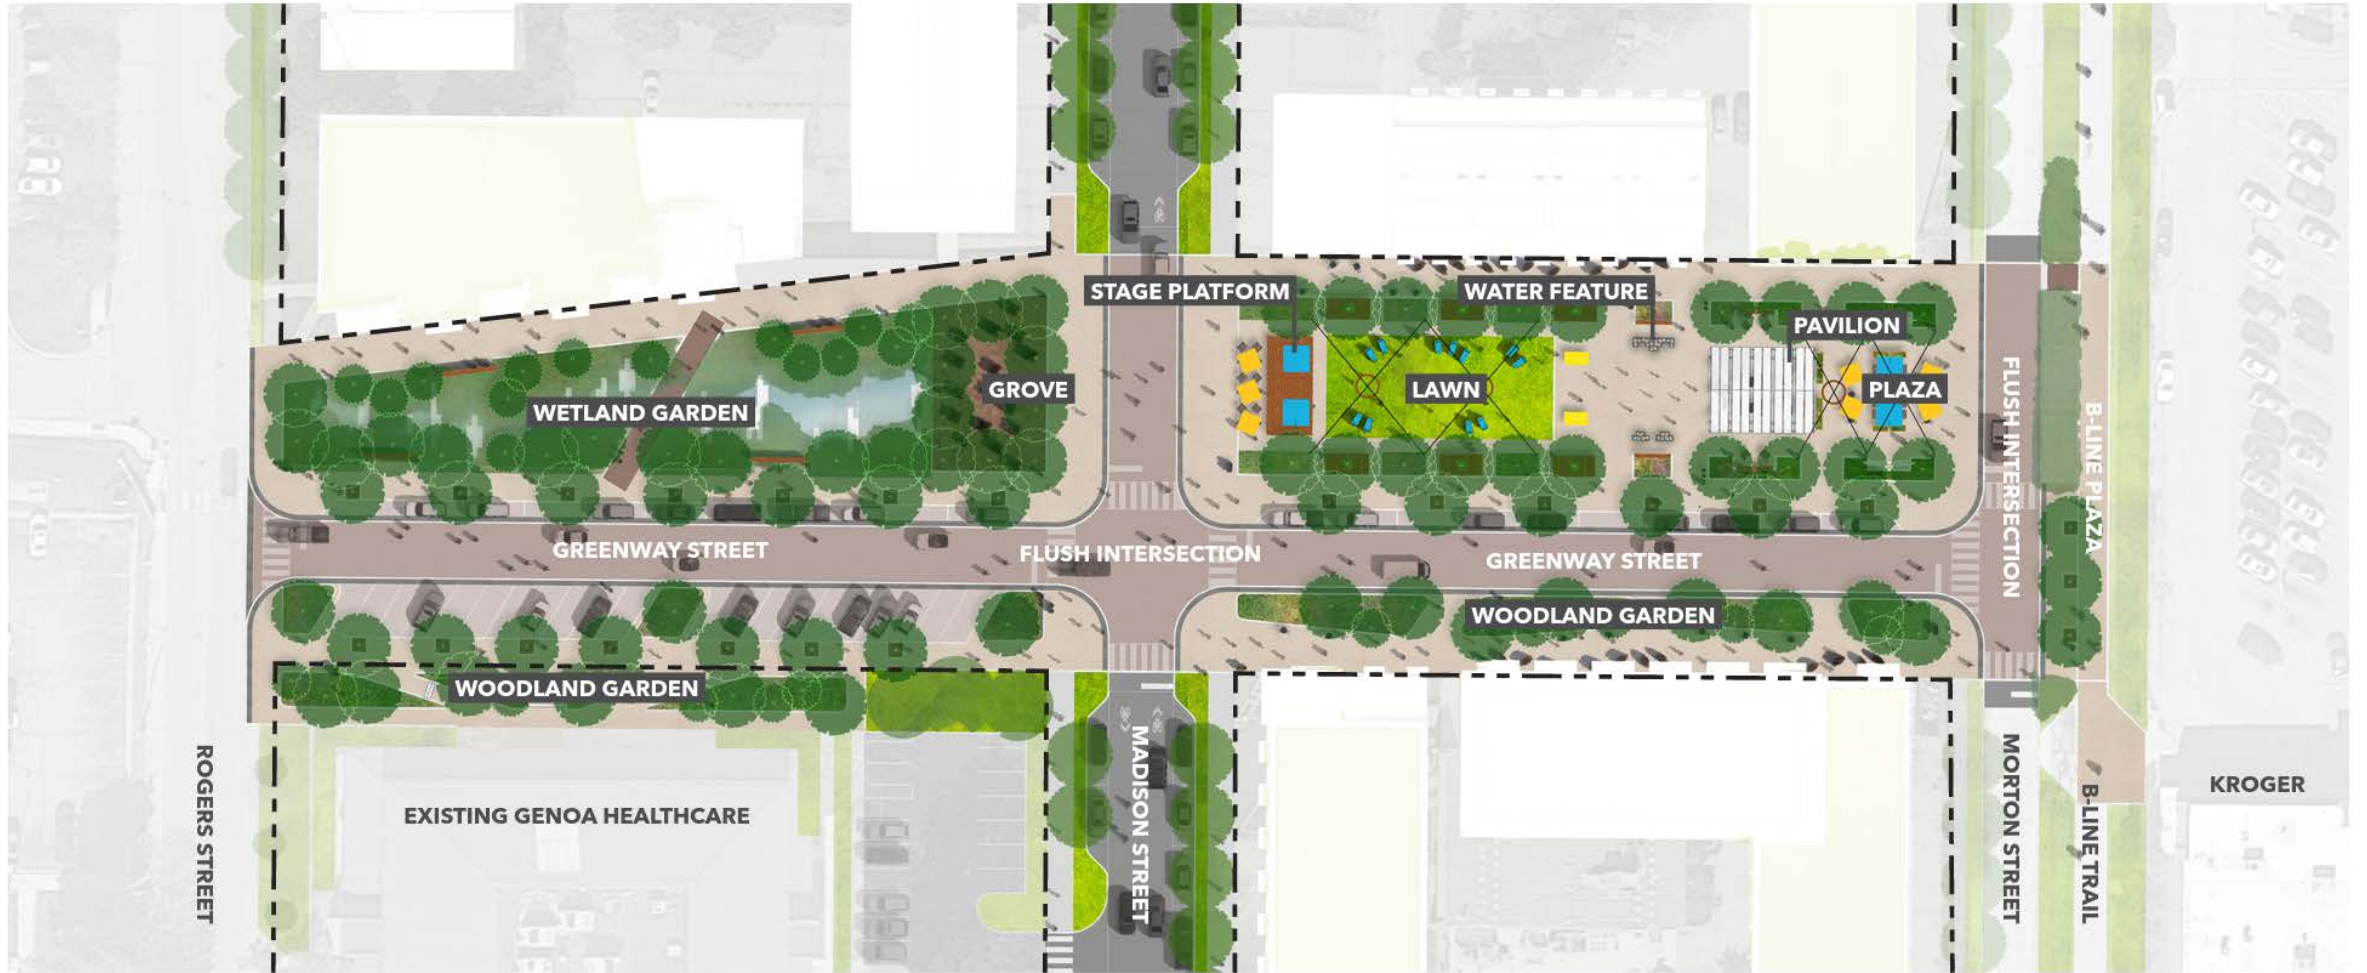 STAGE PLATFORM
WATER FEATURE
PAVILION
GROVE
LAWN
PLAZA
WETLAND GARDEN
FLUSH INTERSECTION
B-LINE PLAZA
GREENWAY STREET
FLUSH INTERSECTION
GREENWAY STREET
WOODLAND GARDEN
WOODLAND GARDEN
ROGERS STREET
EXISTING GENOA HEALTHCARE
MADISON STREET
MORTON STREET
B-LINE TRAIL
KROGER